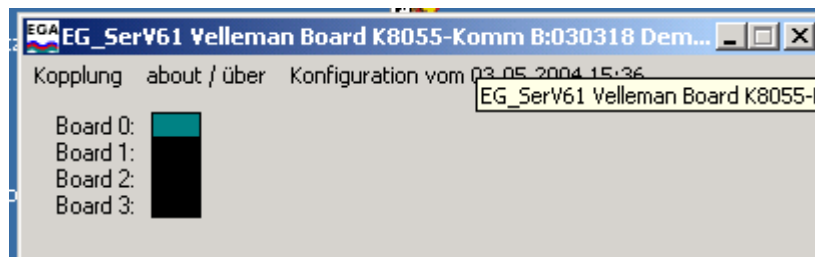 EGA EG_SerV61 Velleman Board K8055-Komm B:030318 Dem...
Kopplung about / über Konfiguration vom 03.05.2004 15:36
EG_SerV61 Velleman Board K8055-
Board 0:
Board 1:
Board 2:
Board 3: